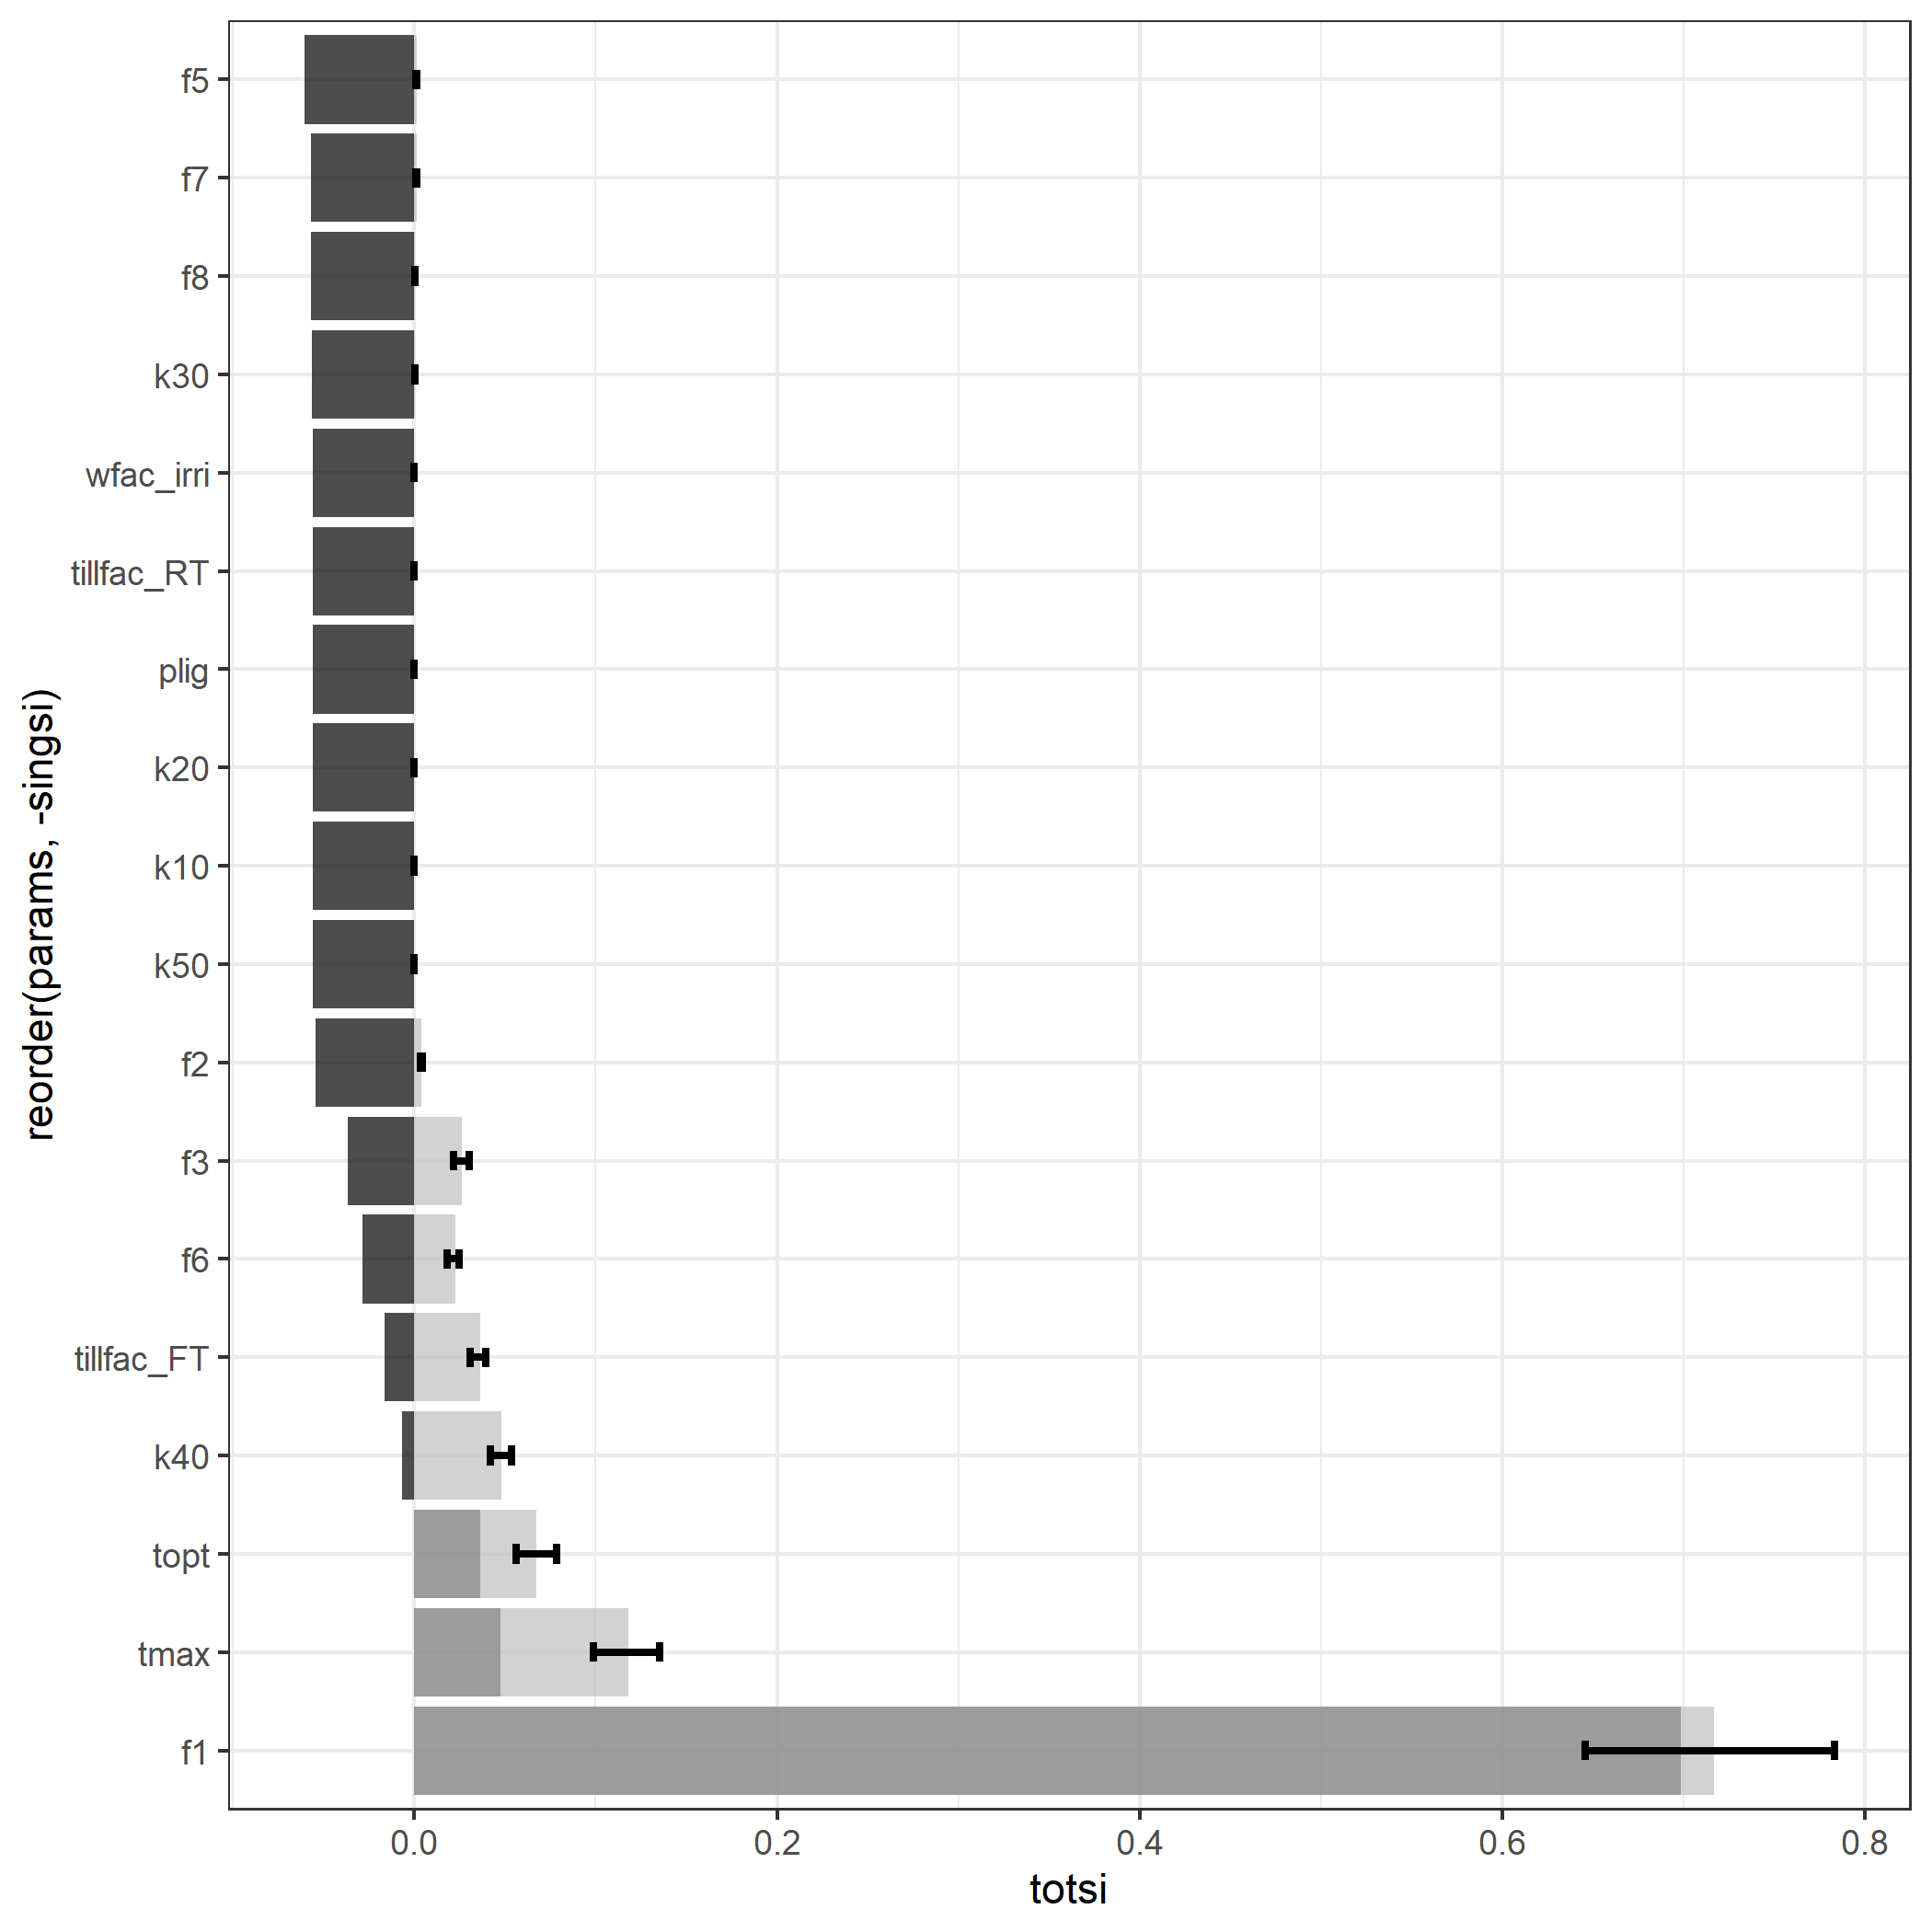 f5
f7
f8
k30
wfac_irri
tillfac_RT
plig
k20
k10
k50
f2
f3
f6
tillfac_FT
k40
topt
tmax
f1
reorder(params, -singsi)
0.0 0.2 0.4 0.6 0.8
totsi